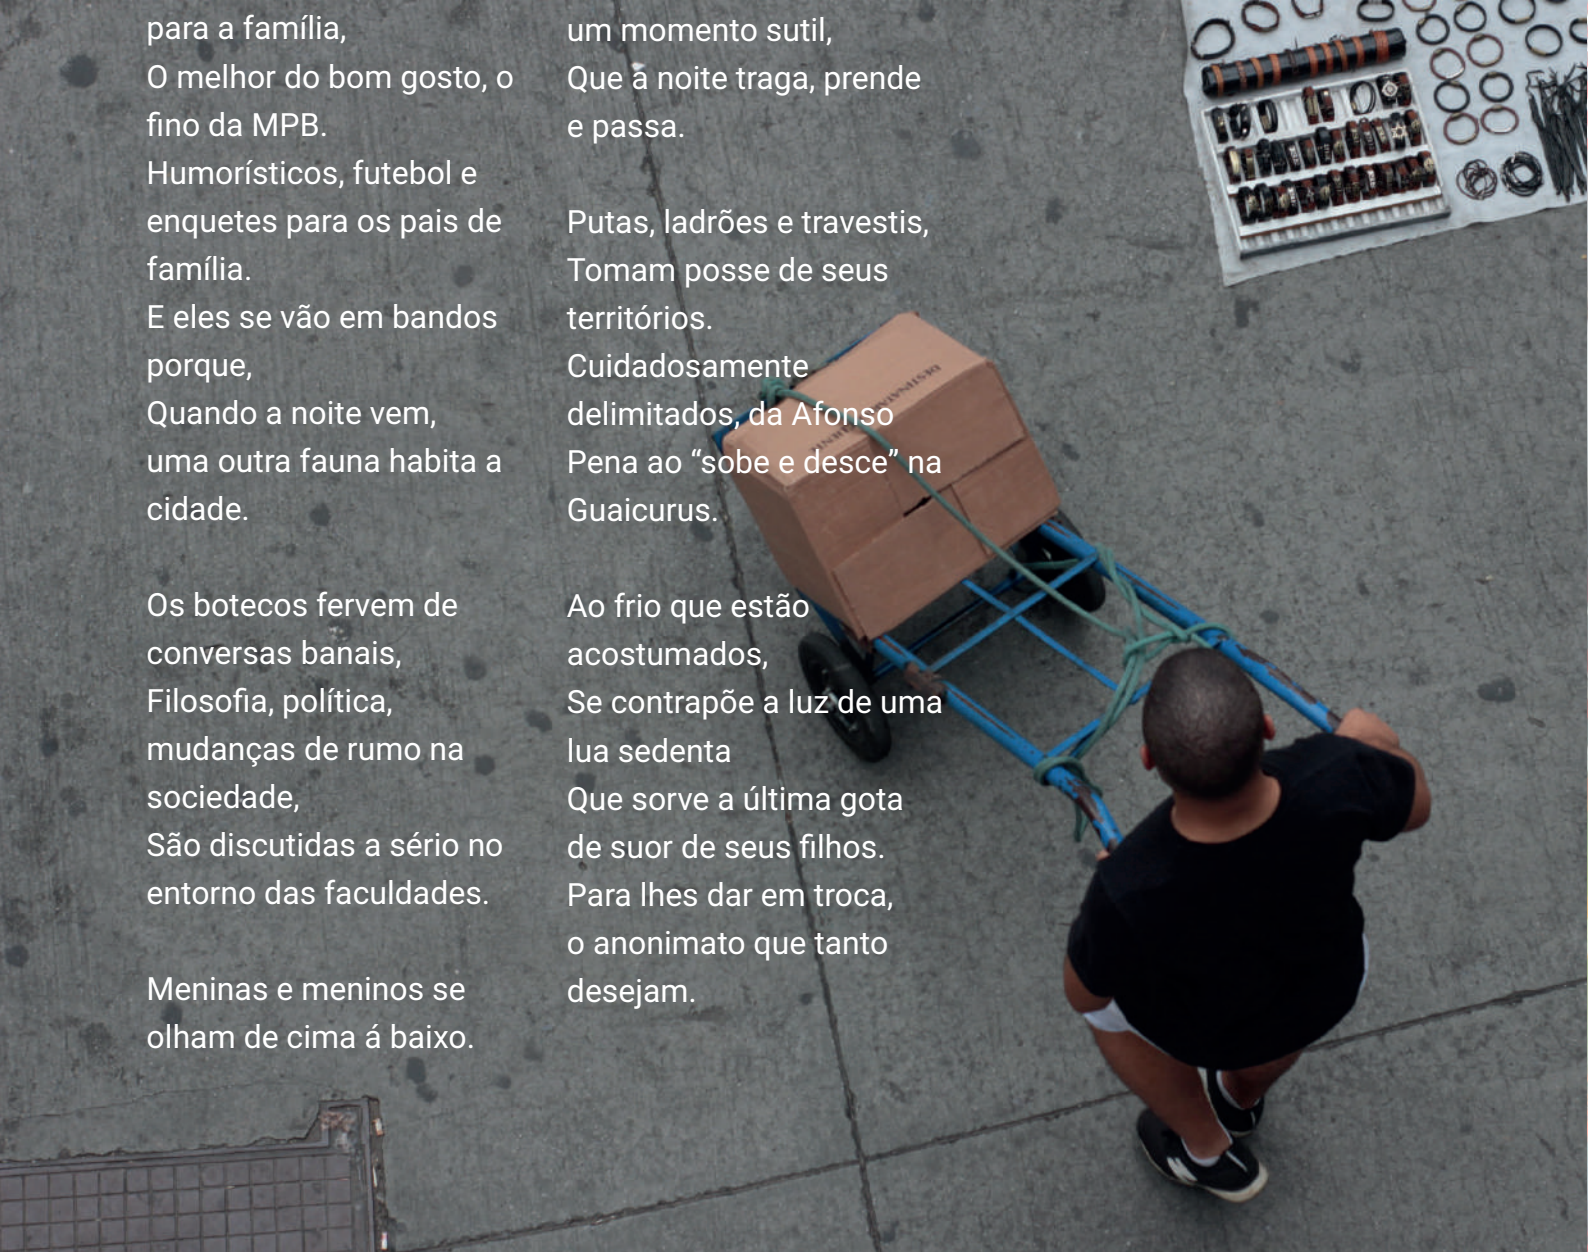 para a família,
O melhor do bom gosto, o
fino da MPB.
Humorísticos, futebol e
enquetes para os pais de
família.
E eles se vão em bandos
porque,
Quando a noite vem,
uma outra fauna habita a
cidade.
Os botecos fervem de
conversas banais,
Filosofia, política,
mudanças de rumo na
sociedade,
São discutidas a sério no
entorno das faculdades.
Meninas e meninos se
olham de cima á baixo.
um momento sutil,
Que a noite traga, prende
e passa.
Putas, ladrões e travestis,
Tomam posse de seus
territórios.
Cuidadosamente
delimitados, da Afonso
Pena ao “sobe e desce” na
Guaicurus.
Ao frio que estão
acostumados,
Se contrapõe a luz de uma
lua sedenta
Que sorve a última gota
de suor de seus filhos.
Para lhes dar em troca,
o anonimato que tanto
desejam.